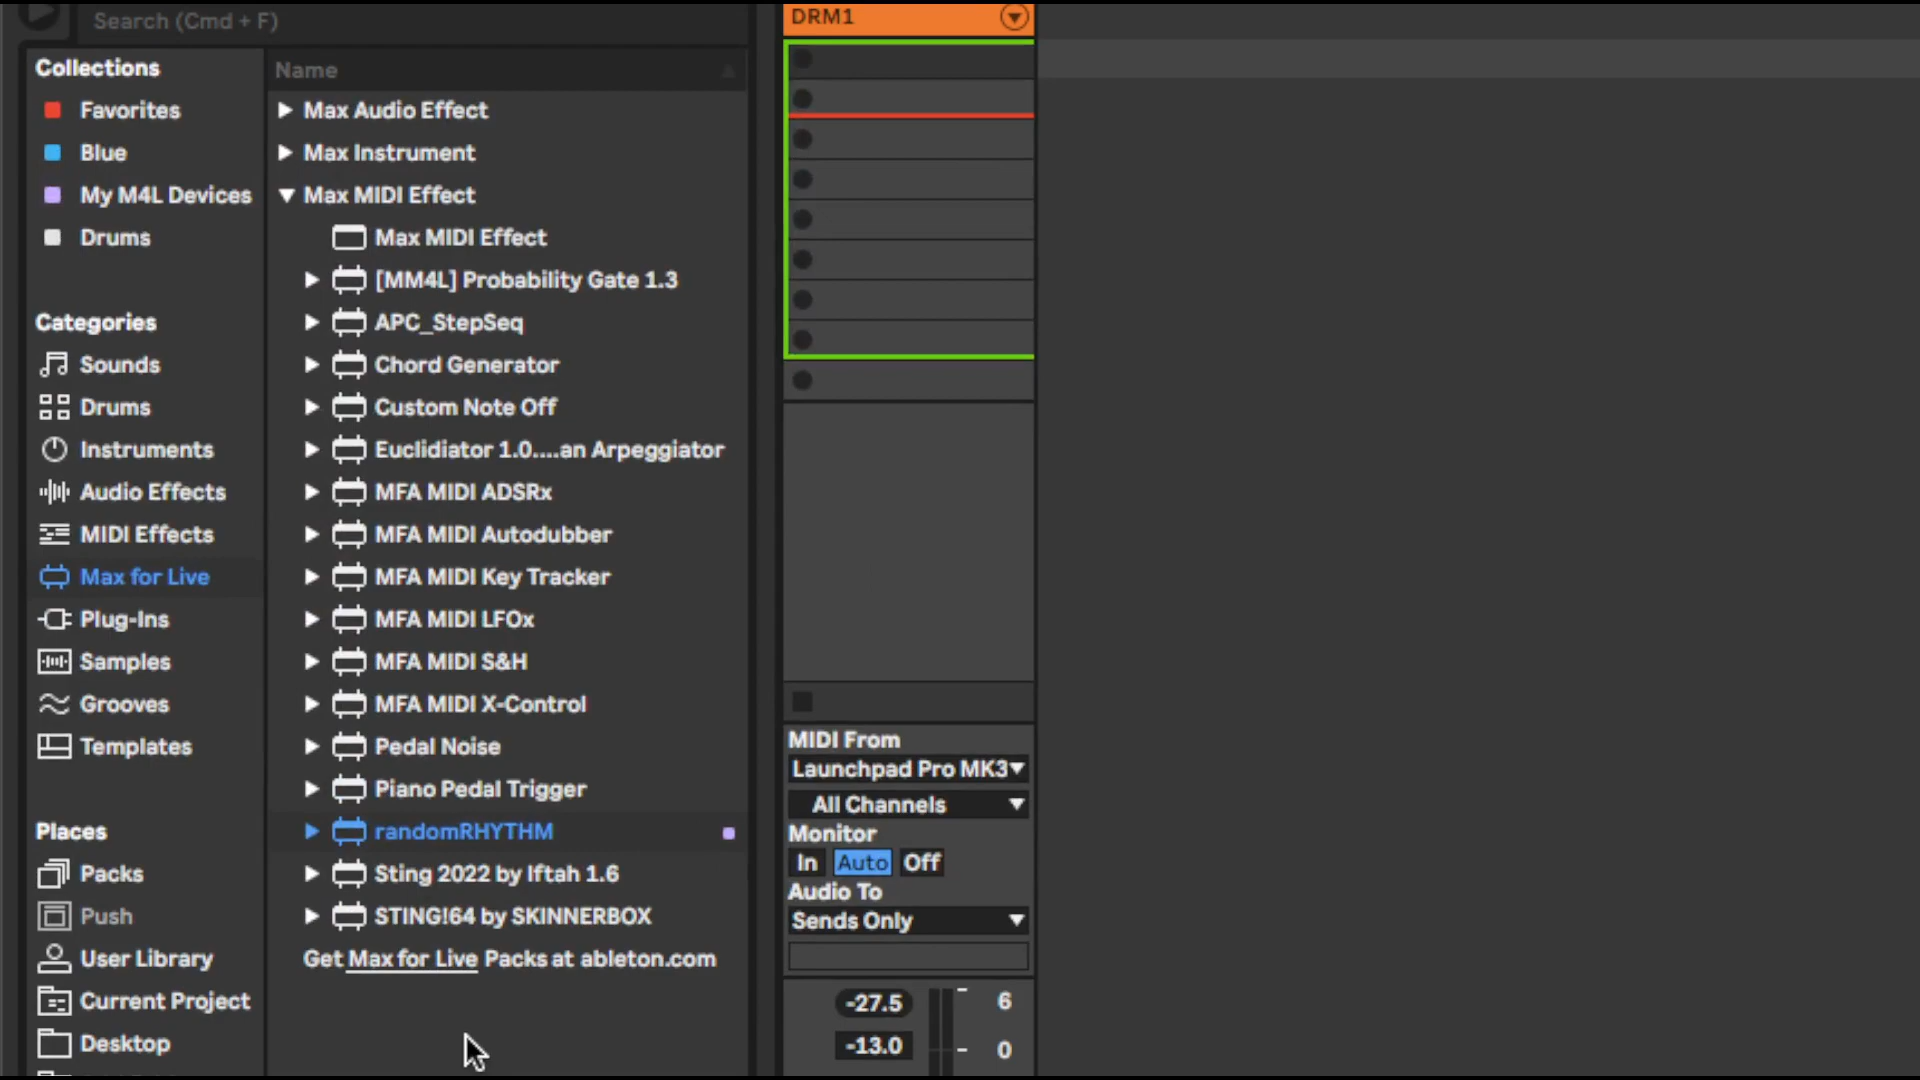 Search (Cmd + F)
Collections
Favorites
Blue
My M4L Devices
Drums
Categories
Sounds
Drums
Instruments
Audio Effects
MIDI Effects
Max for Live
Plug-Ins
Samples
Grooves
Templates
Places
Packs
Push
User Library
Current Project
Desktop
Name
Max Audio Effect
Max Instrument
Max MIDI Effect
Max MIDI Effect
[MM4L] Probability Gate 1.3
APC_StepSeq
Chord Generator
Custom Note Off
Euclidiator 1.0....an Arpeggiator
MFA MIDI ADSRx
MFA MIDI Autodubber
MFA MIDI Key Tracker
MFA MIDI LFOx
MFA MIDI S&H
MFA MIDI X-Control
Pedal Noise
Piano Pedal Trigger
randomRHYTHM
Sting 2022 by Iftah 1.6
STING!64 by SKINNERBOX
Get Max for Live Packs at ableton.com
DRM1
MIDI From
Launchpad Pro MK3
All Channels
Monitor
In Auto Off
Audio To
Sends Only
-27.5 6
-13.0 0